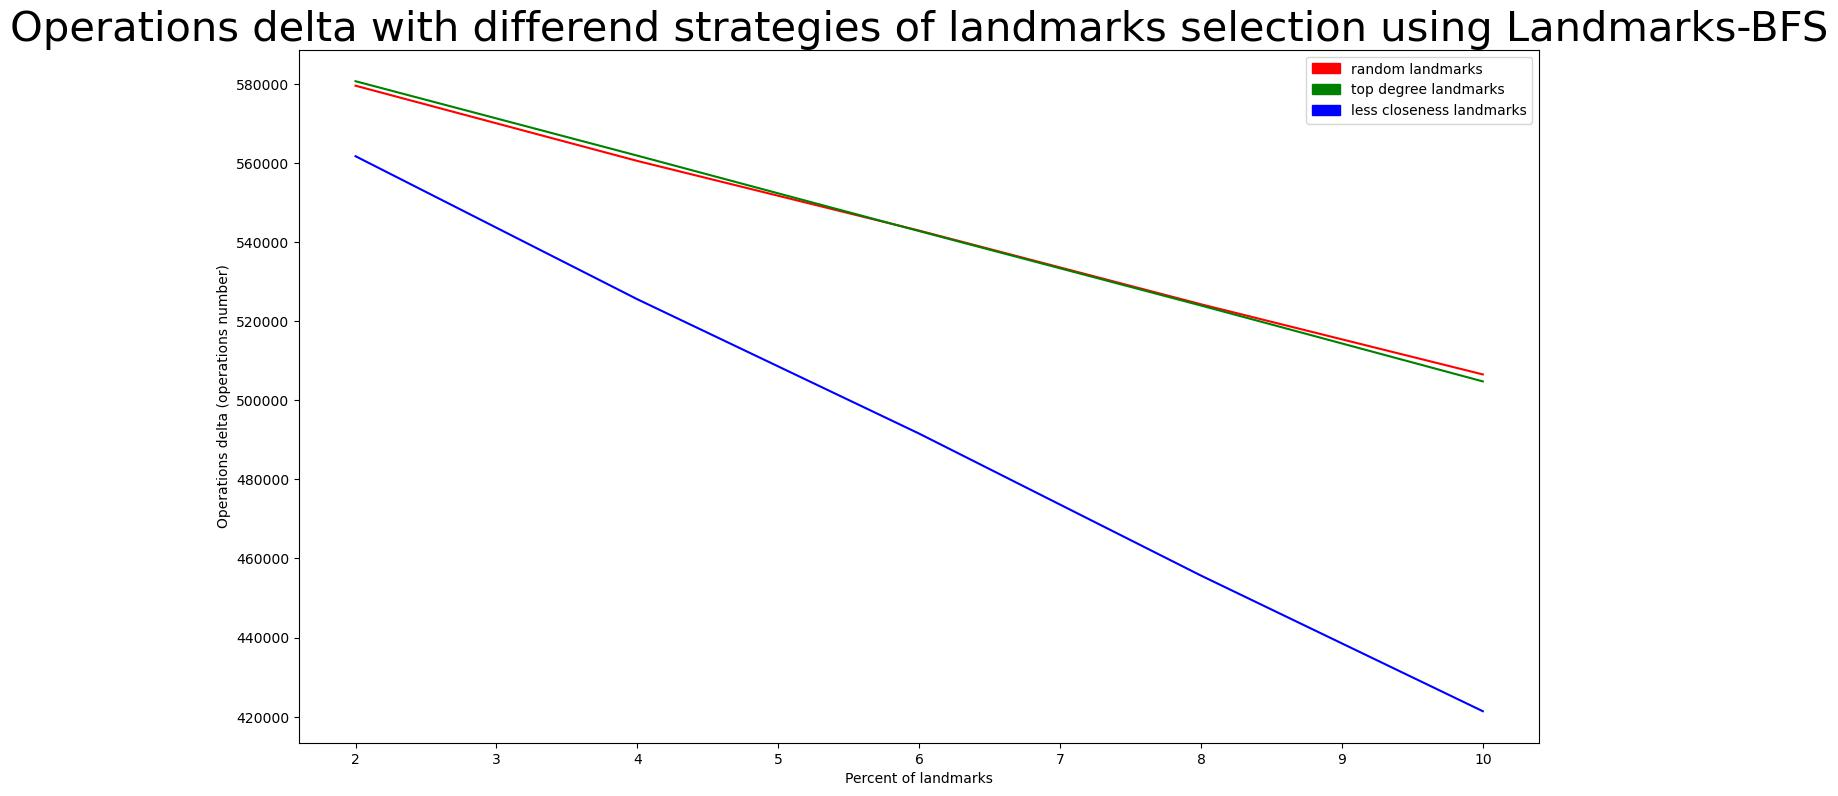 Operations delta with differend strategies of landmarks selection using Landmarks-BFS
random landmarks
top degree landmarks
less closeness landmarks
580000
560000
540000
520000
500000
480000
460000
440000
420000
Operations delta (operations number)
2 3 4 5 6 7 8 9 10
Percent of landmarks